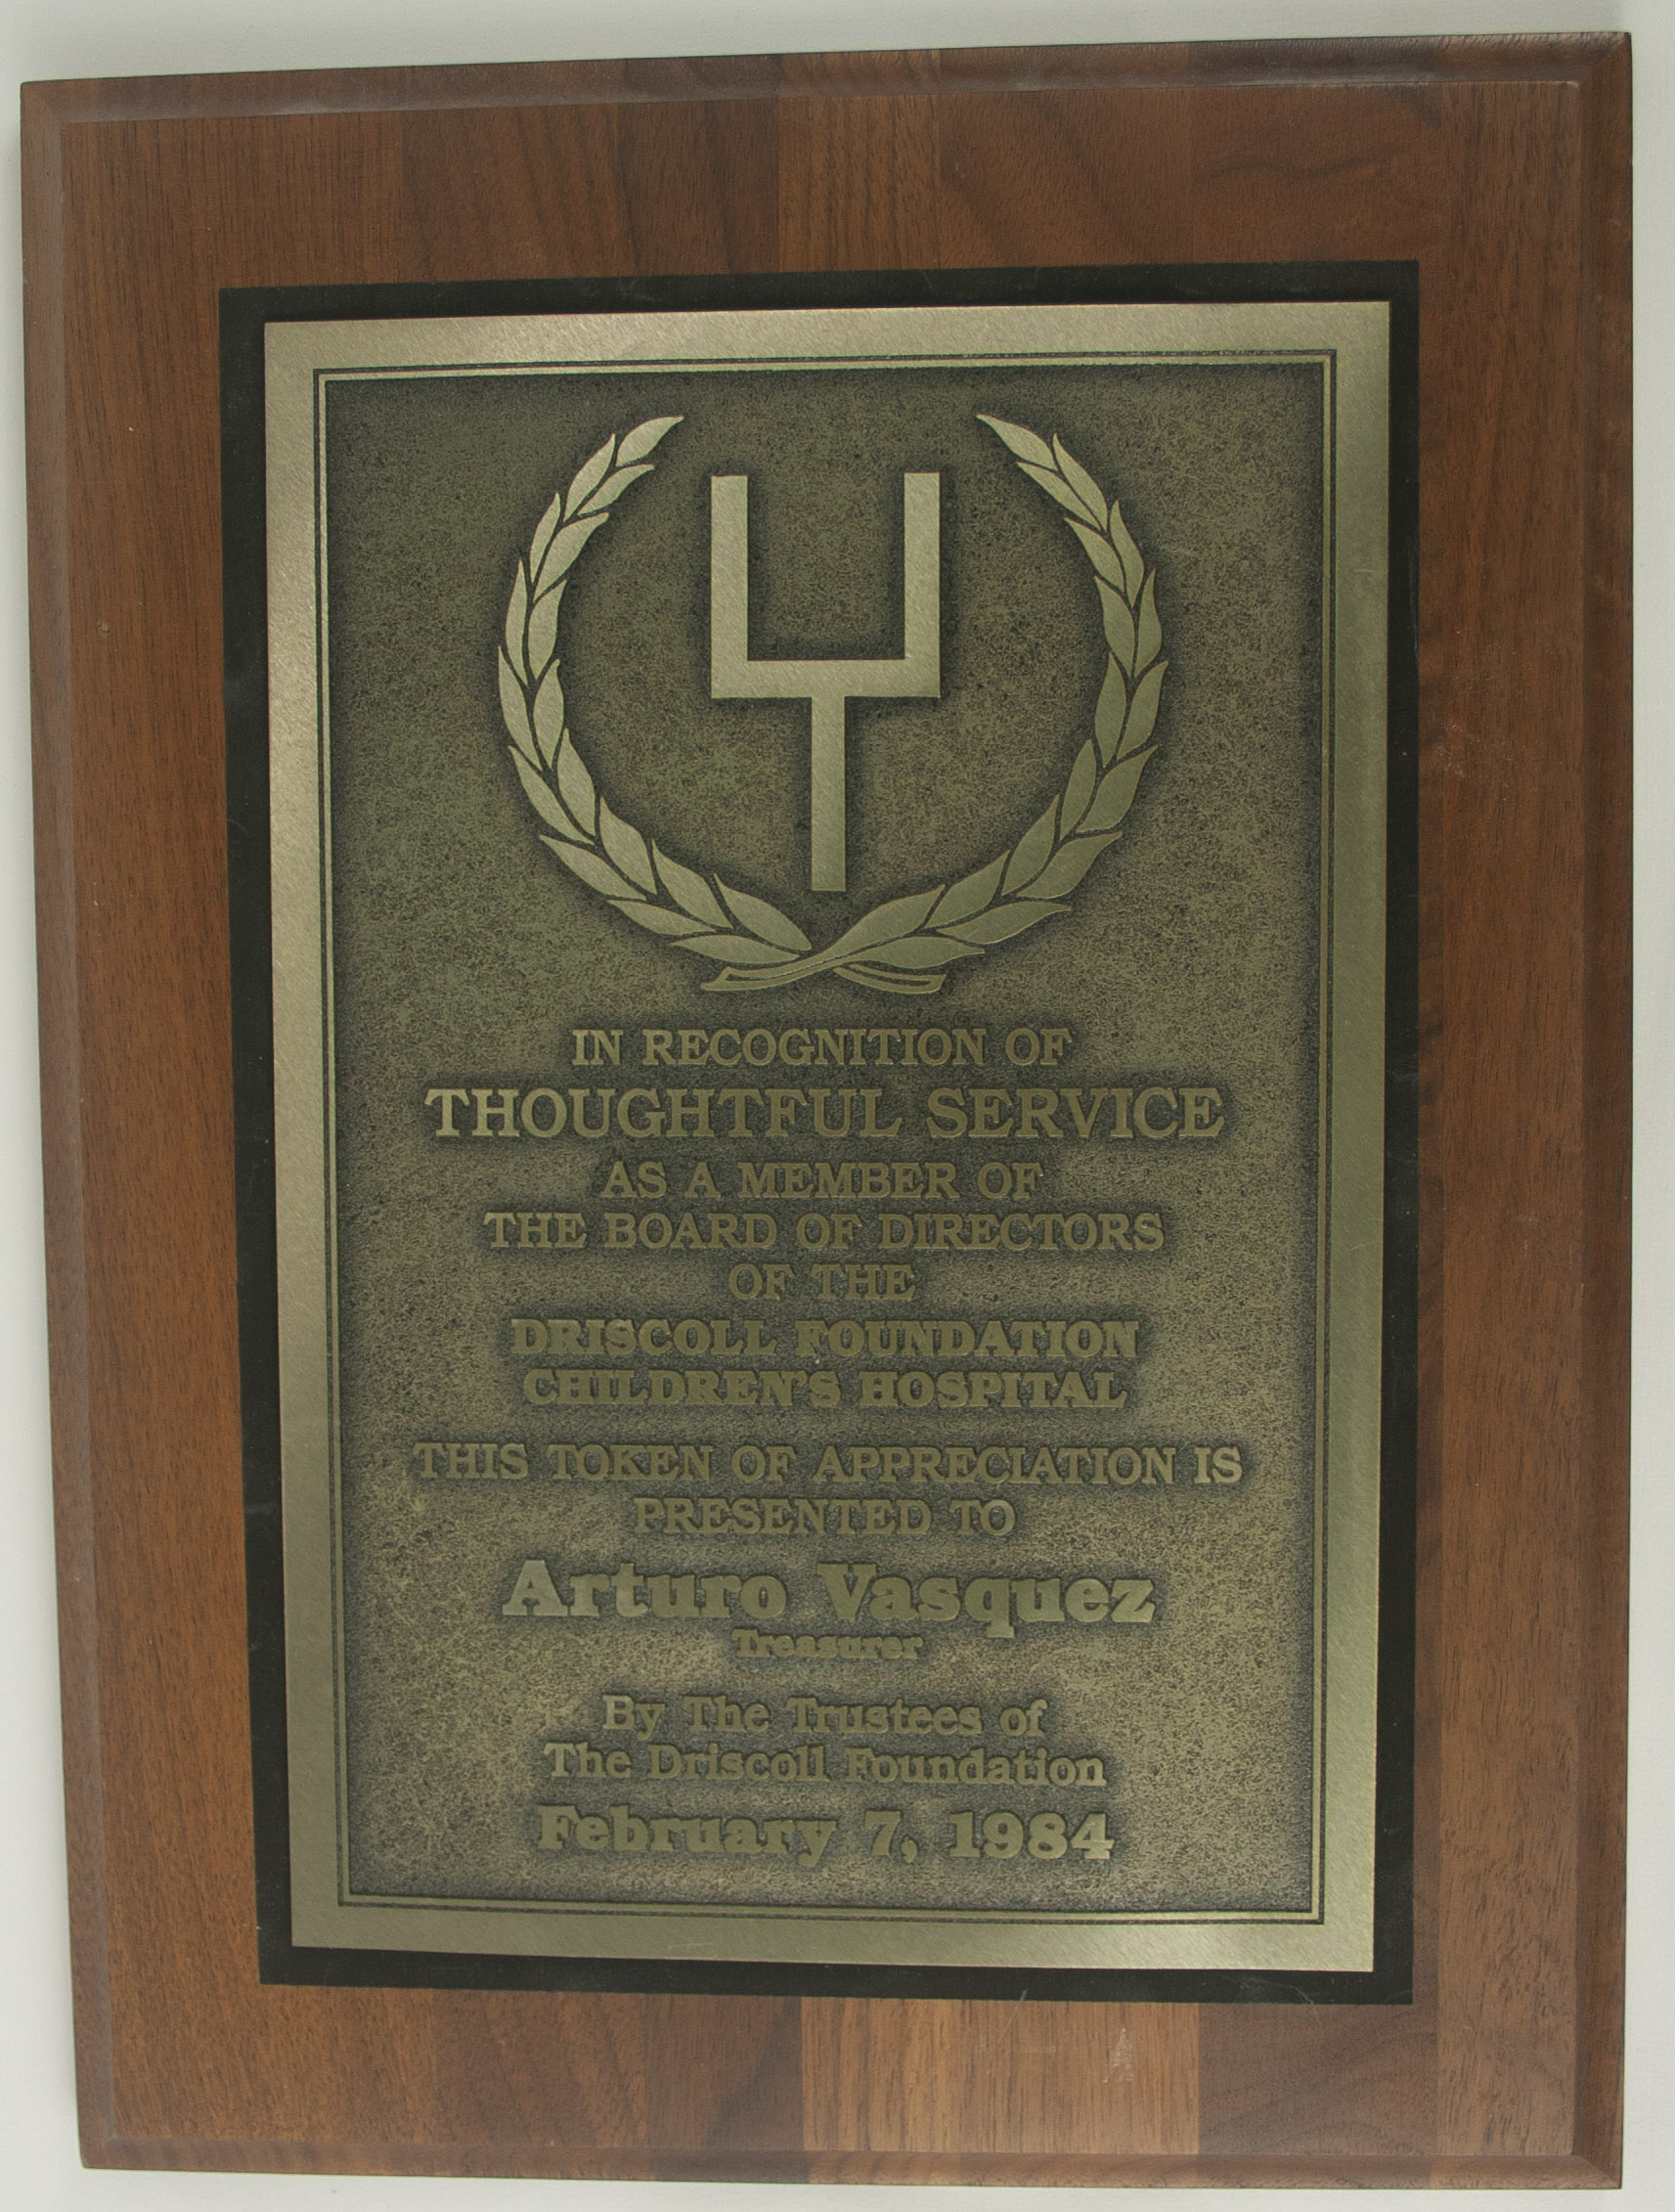 IN RECOGNITION OF
THOUGHTFUL SERVICE
AS A MEMBER OF
THE BOARD OF DIRECTORS
OF THE
DRISCOLL FOUNDATION
CHILDREN'S HOSPITAL
THIS TOKEN OF APPRECIATION IS
PRESENTED TO
Arturo Vasquez
Treasurer
By The Trustees of
The Driscoll Foundation
February 7, 1984